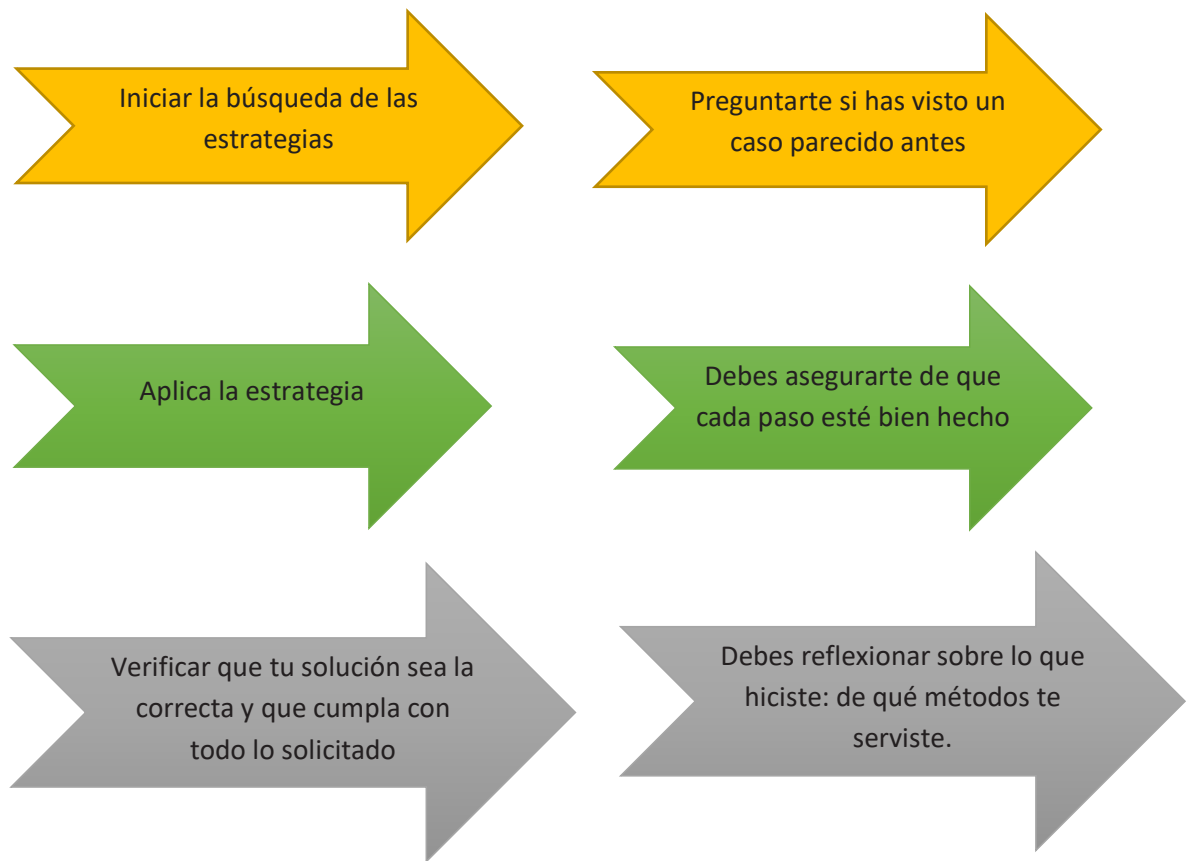 Iniciar la búsqueda de las
estrategias
Preguntarte si has visto un
caso parecido antes
Aplica la estrategia
Debes asegurarte de que
cada paso esté bien hecho
Verificar que tu solución sea la
correcta y que cumpla con
todo lo solicitado
Debes reflexionar sobre lo que
hiciste: de qué métodos te
serviste.